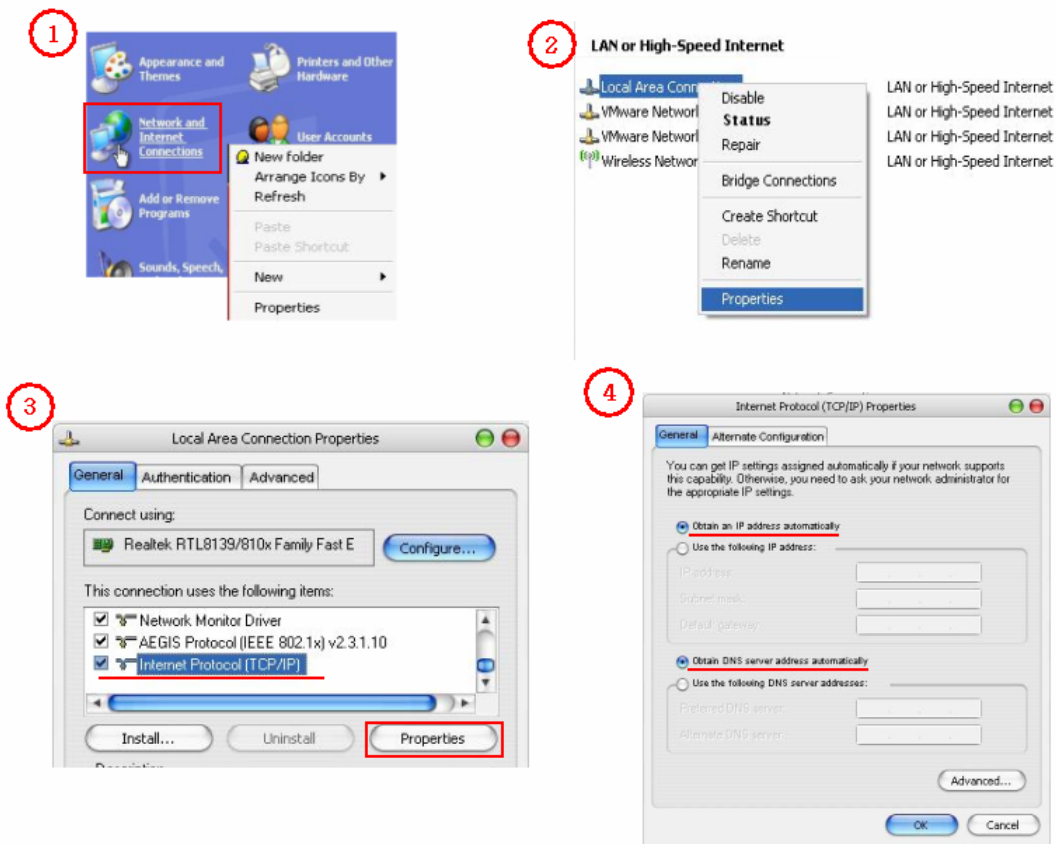 1
Appearance and
Themes
Printers and Other
Hardware
Network and
Internet
Connections
User Accounts
Add or Remove
Programs
Sounds, Speech,
New folder
Arrange Icons By
Refresh
Paste
Paste Shortcut
New
Properties
2
LAN or High-Speed Internet
Local Area Conn
LAN or High-Speed Internet
VMware Network
LAN or High-Speed Internet
VMware Network
LAN or High-Speed Internet
Wireless Networ
LAN or High-Speed Internet
Disable
Status
Repair
Bridge Connections
Create Shortcut
Delete
Rename
Properties
3
Local Area Connection Properties
General
Authentication
Advanced
Connect using:
Realtek RTL8139/810x Family Fast E
Configure...
This connection uses the following items:
Network Monitor Driver
AEGIS Protocol (IEEE 802.1x) v2.3.1.10
Internet Protocol (TCP/IP)
Install...
Uninstall
Properties
4
Internet Protocol (TCP/IP) Properties
General
Alternate Configuration
You can get IP settings assigned automatically if your network supports
this capability. Otherwise, you need to ask your network administrator for
the appropriate IP settings.
Obtain an IP address automatically
Use the following IP address:
IP address:
Subnet mask:
Default gateway:
Obtain DNS server address automatically
Use the following DNS server addresses:
Preferred DNS server:
Alternate DNS server:
Advanced...
OK
Cancel